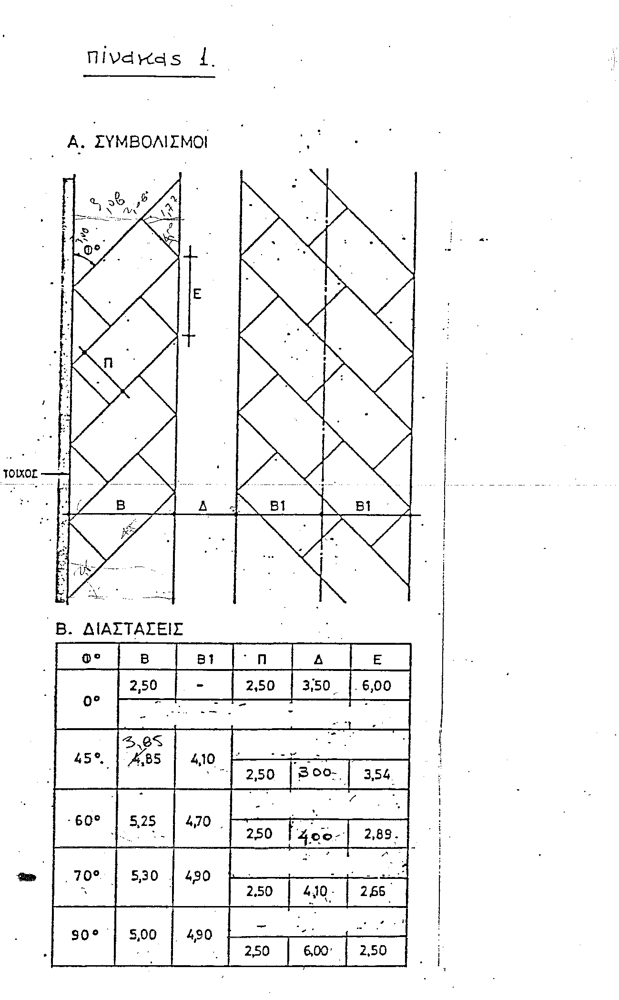 πίνακας 1.
Α. ΣΥΜΒΟΛΙΣΜΟΙ
1,72
Θ°
Ε
Π
ΤΟΙΧΟΣ
Β Δ Β1 Β1
Β. ΔΙΑΣΤΑΣΕΙΣ
Θ° Β Β1 Π Δ Ε
0° 2,50 - 2,50 3,50 6,00
45°. 3,85 4,85 4,10 2,50 300 3,54
60° 5,25 4,70 2,50 400 2,89
70° 5,30 4,90 2,50 4,10 2,66
90° 5,00 4,90 2,50 6,00 2,50